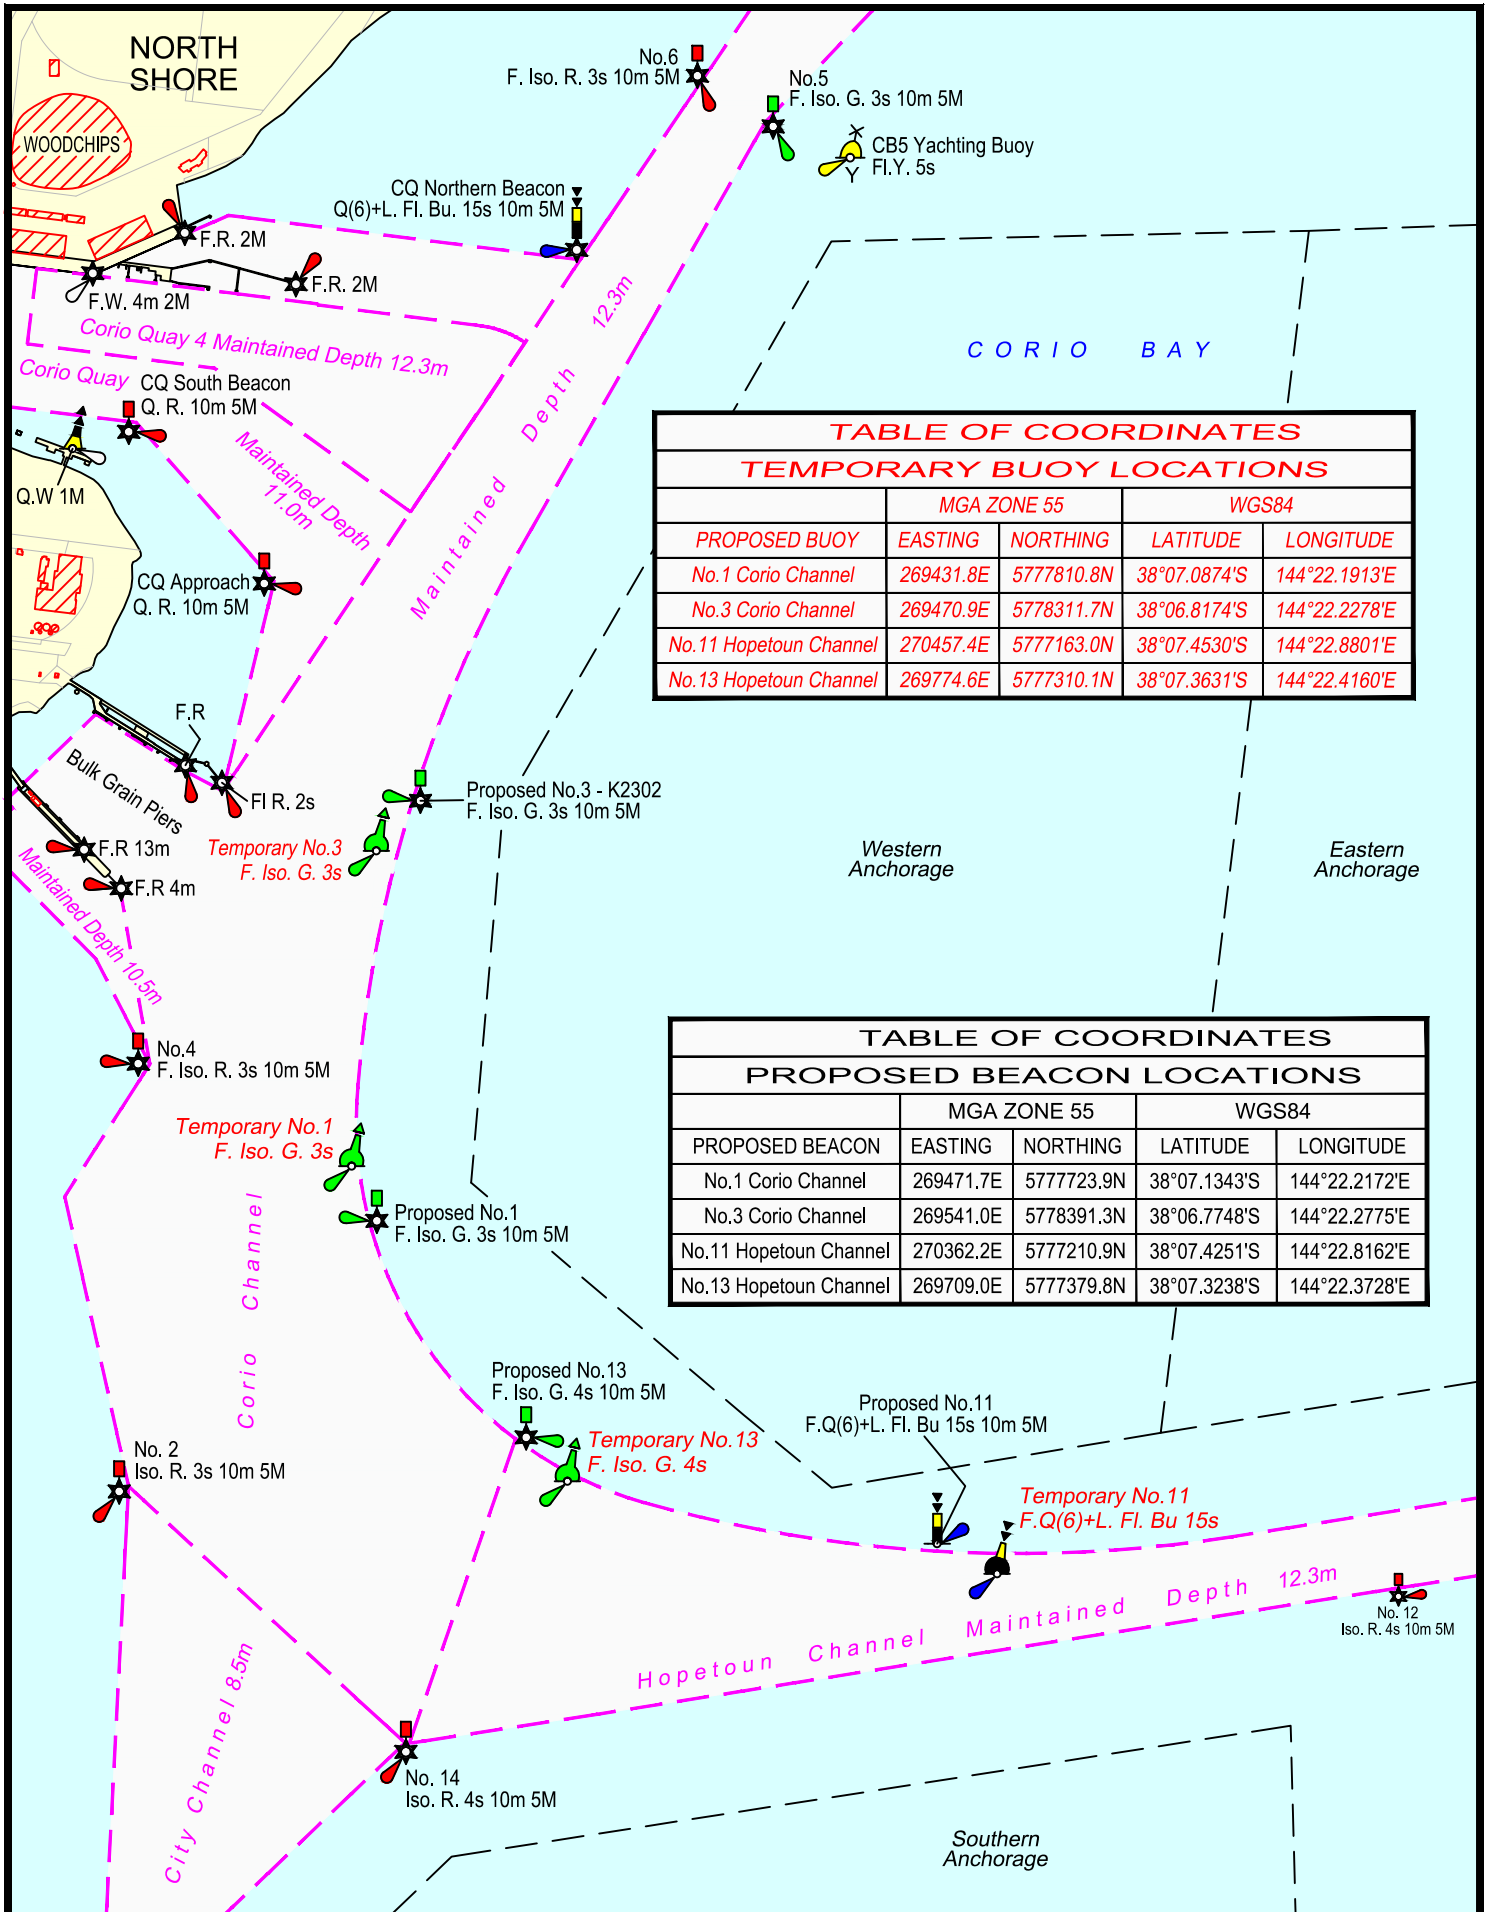 NORTH
SHORE
WOODCHIPS
No.6
F. Iso. R. 3s 10m 5M
No.5
F. Iso. G. 3s 10m 5M
CB5 Yachting Buoy
Fl.Y. 5s
Y
CQ Northern Beacon
Q(6)+L. Fl. Bu. 15s 10m 5M
F.R. 2M
F.R. 2M
F.W. 4m 2M
Corio Quay 4 Maintained Depth 12.3m
Corio Quay
CQ South Beacon
Q. R. 10m 5M
Maintained Depth
11.0m
Q.W 1M
CQ Approach
Q. R. 10m 5M
Maintained Depth 12.3m
CORIO BAY
TABLE OF COORDINATES
TEMPORARY BUOY LOCATIONS
MGA ZONE 55 WGS84
PROPOSED BUOY EASTING NORTHING LATITUDE LONGITUDE
No.1 Corio Channel 269431.8E 5777810.8N 38°07.0874'S 144°22.1913'E
No.3 Corio Channel 269470.9E 5778311.7N 38°06.8174'S 144°22.2278'E
No.11 Hopetoun Channel 270457.4E 5777163.0N 38°07.4530'S 144°22.8801'E
No.13 Hopetoun Channel 269774.6E 5777310.1N 38°07.3631'S 144°22.4160'E
F.R
Bulk Grain Piers
Fl R. 2s
F.R 13m
F.R 4m
Maintained Depth 10.5m
Proposed No.3 - K2302
F. Iso. G. 3s 10m 5M
Temporary No.3
F. Iso. G. 3s
Western
Anchorage
Eastern
Anchorage
No.4
F. Iso. R. 3s 10m 5M
Temporary No.1
F. Iso. G. 3s
Proposed No.1
F. Iso. G. 3s 10m 5M
Corio Channel
TABLE OF COORDINATES
PROPOSED BEACON LOCATIONS
MGA ZONE 55 WGS84
PROPOSED BEACON EASTING NORTHING LATITUDE LONGITUDE
No.1 Corio Channel 269471.7E 5777723.9N 38°07.1343'S 144°22.2172'E
No.3 Corio Channel 269541.0E 5778391.3N 38°06.7748'S 144°22.2775'E
No.11 Hopetoun Channel 270362.2E 5777210.9N 38°07.4251'S 144°22.8162'E
No.13 Hopetoun Channel 269709.0E 5777379.8N 38°07.3238'S 144°22.3728'E
Proposed No.13
F. Iso. G. 4s 10m 5M
Temporary No.13
F. Iso. G. 4s
Proposed No.11
F.Q(6)+L. Fl. Bu 15s 10m 5M
Temporary No.11
F.Q(6)+L. Fl. Bu 15s
No. 2
Iso. R. 3s 10m 5M
No. 12
Iso. R. 4s 10m 5M
Hopetoun Channel Maintained Depth 12.3m
City Channel 8.5m
No. 14
Iso. R. 4s 10m 5M
Southern
Anchorage